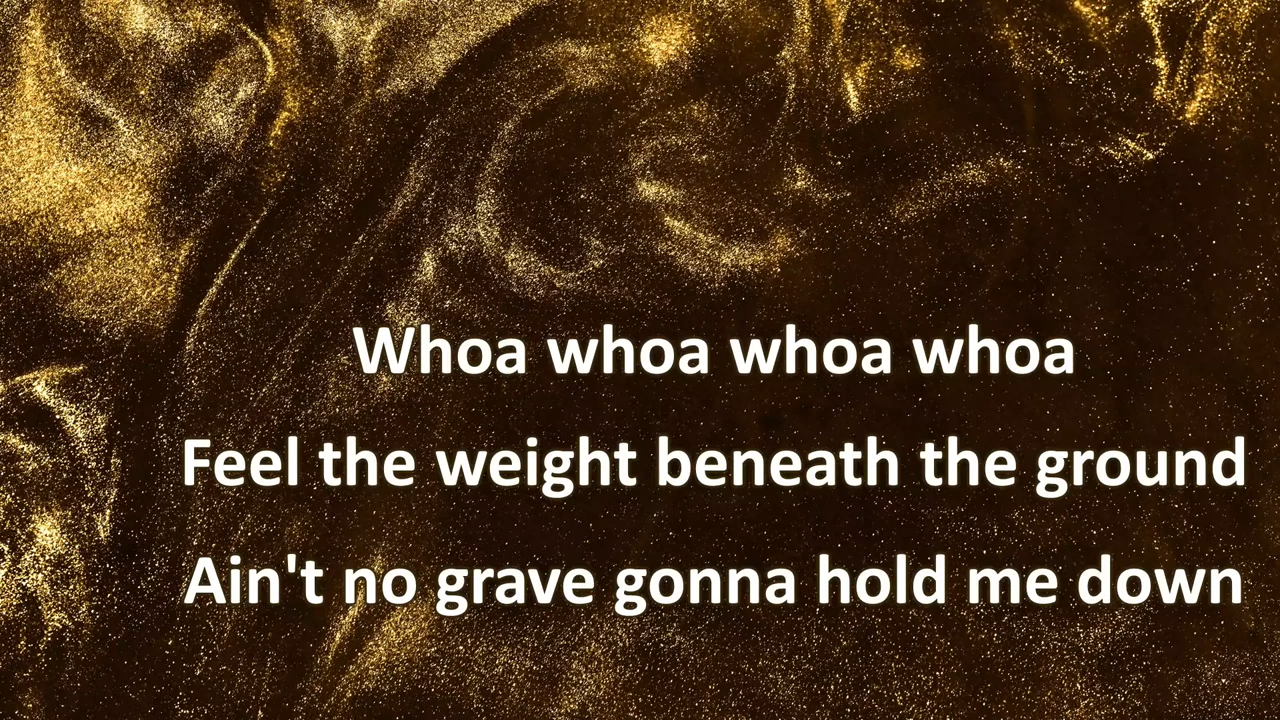 Whoa whoa whoa whoa
Feel the weight beneath the ground
Ain't no grave gonna hold me down